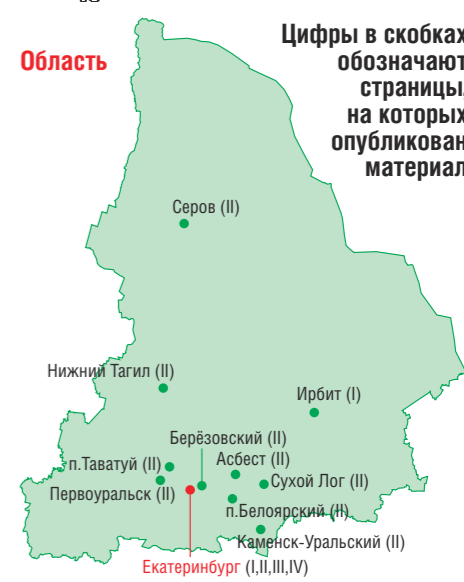 Область
Цифры в скобках
обозначают
страницы,
на которых
опубликован
материал
Серов (II)
Нижний Тагил (II)
Ирбит (I)
Берёзовский (II)
п.Таватуй (II)
Асбест (II)
Первоуральск (II)
Сухой Лог (II)
п.Белоярский (II)
Каменск-Уральский (II)
Екатеринбург (I,II,III,IV)